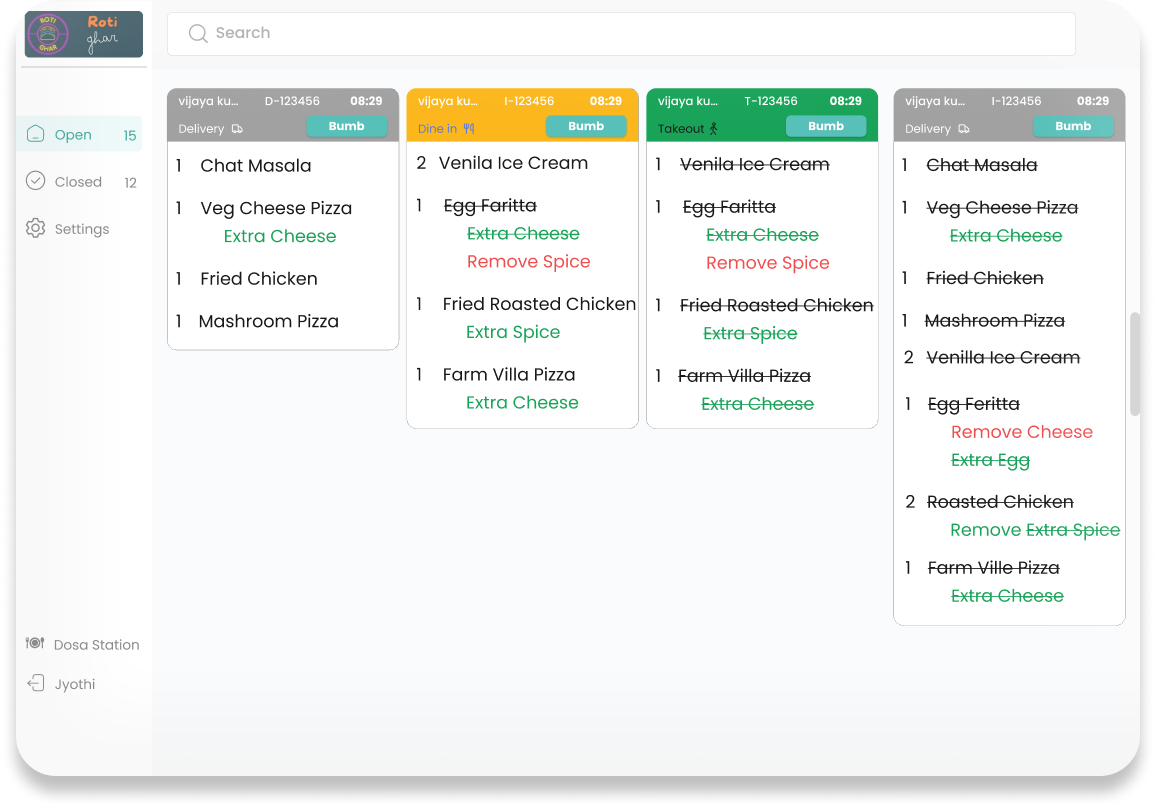 ROTI
GHAR
Roti
ghar
Search
Open 15
Closed 12
Settings
Dosa Station
Jyothi
vijaya ku... D-123456 08:29
Delivery Bumb
1 Chat Masala
1 Veg Cheese Pizza
Extra Cheese
1 Fried Chicken
1 Mashroom Pizza
vijaya ku... I-123456 08:29
Dine in Bumb
2 Venila Ice Cream
1 Egg Faritta
Extra Cheese
Remove Spice
1 Fried Roasted Chicken
Extra Spice
1 Farm Villa Pizza
Extra Cheese
vijaya ku... T-123456 08:29
Takeout Bumb
1 Venila Ice Cream
1 Egg Faritta
Extra Cheese
Remove Spice
1 Fried Roasted Chicken
Extra Spice
1 Farm Villa Pizza
Extra Cheese
vijaya ku... I-123456 08:29
Delivery Bumb
1 Chat Masala
1 Veg Cheese Pizza
Extra Cheese
1 Fried Chicken
1 Mashroom Pizza
2 Venilla Ice Cream
1 Egg Feritta
Remove Cheese
Extra Egg
2 Roasted Chicken
Remove Extra Spice
1 Farm Ville Pizza
Extra Cheese